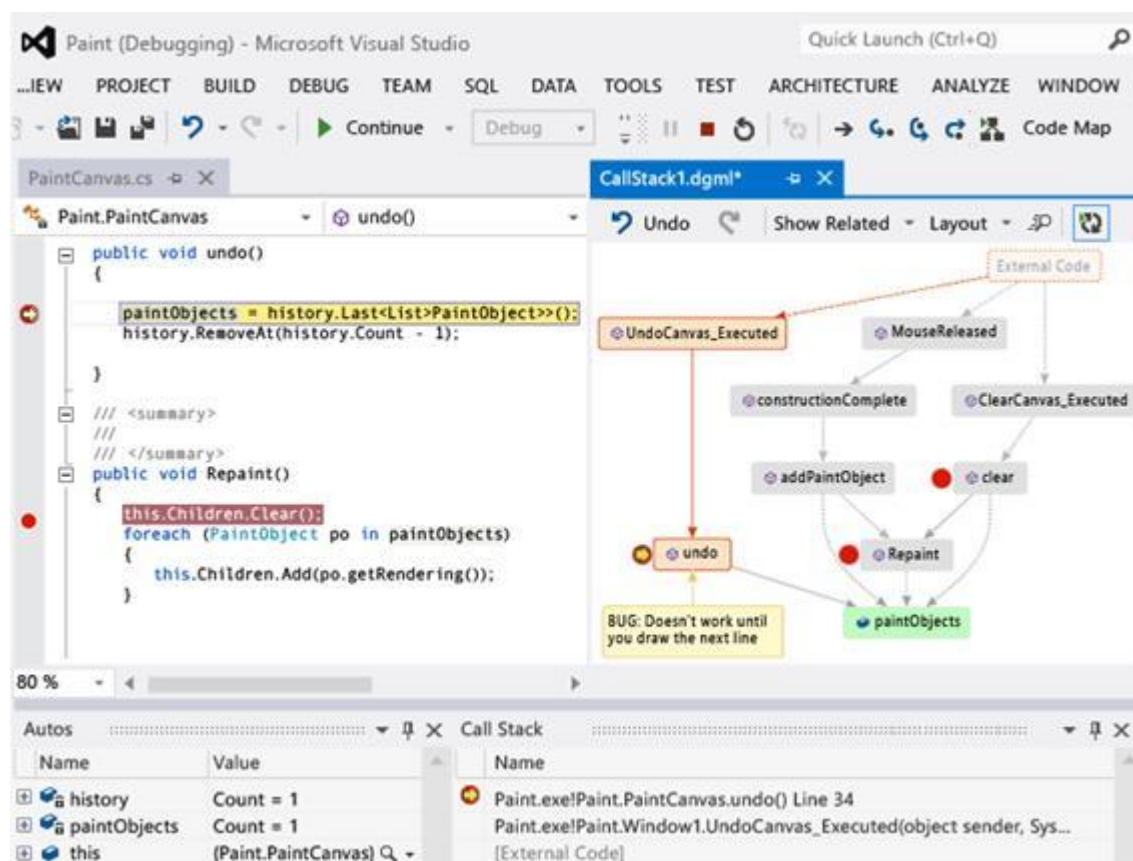 Paint (Debugging) - Microsoft Visual Studio
Quick Launch (Ctrl+Q)
...IEW PROJECT BUILD DEBUG TEAM SQL DATA TOOLS TEST ARCHITECTURE ANALYZE WINDOW
Continue Debug Code Map
PaintCanvas.cs
Paint.PaintCanvas undo()
public void undo()
{
paintObjects = history.Last<List>PaintObject>>();
history.RemoveAt(history.Count - 1);
}
/// <summary>
///
/// </summary>
public void Repaint()
{
this.Children.Clear();
foreach (PaintObject po in paintObjects)
{
this.Children.Add(po.getRendering());
}
80 %
CallStack1.dgml*
Undo Show Related Layout
External Code
UndoCanvas_Executed MouseReleased
constructionComplete ClearCanvas_Executed
addPaintObject clear
undo Repaint
BUG: Doesn't work until
you draw the next line
paintObjects
Autos
Name Value
history Count = 1
paintObjects Count = 1
this (Paint.PaintCanvas)
Call Stack
Name
Paint.exe!Paint.PaintCanvas.undo() Line 34
Paint.exe!Paint.Window1.UndoCanvas_Executed(object sender, Sys...
[External Code]